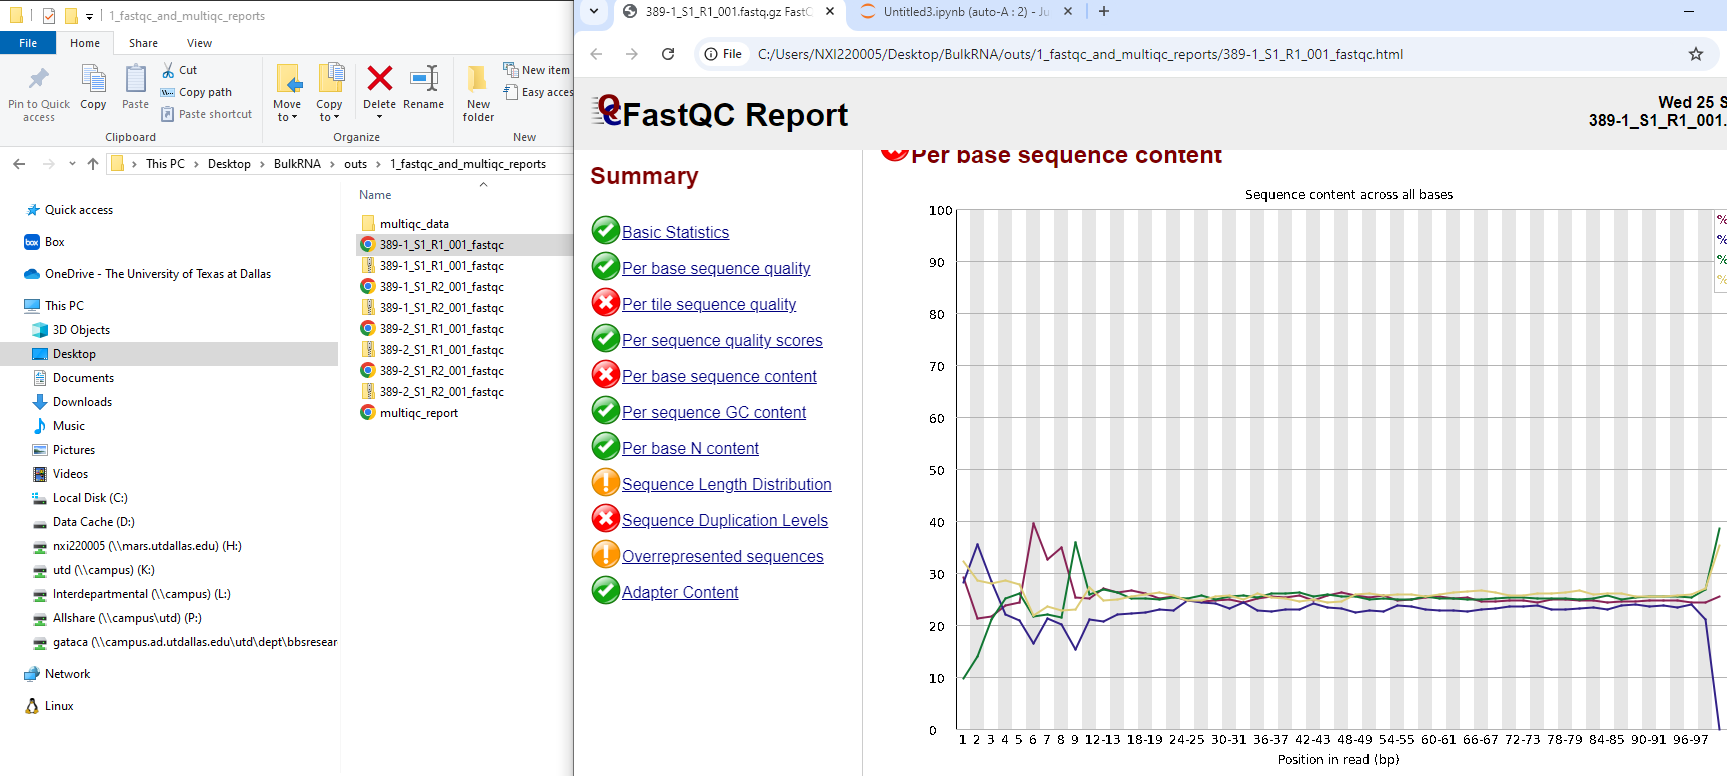 1_fastqc_and_multiqc_reports
File
Home
Share
View
Pin to Quick access
Copy
Paste
Cut
Copy path
Paste shortcut
Clipboard
Move to
Copy to
Delete
Rename
Organize
New folder
New item
Easy acces
New
This PC > Desktop > BulkRNA > outs > 1_fastqc_and_multiqc_reports
Quick access
Box
OneDrive - The University of Texas at Dallas
This PC
3D Objects
Desktop
Documents
Downloads
Music
Pictures
Videos
Local Disk (C:)
Data Cache (D:)
nxi220005 (\\mars.utdallas.edu) (H:)
utd (\\campus) (K:)
Interdepartmental (\\campus) (L:)
Allshare (\\campus\utd) (P:)
gataca (\\campus.ad.utdallas.edu\utd\dept\bbsresear
Network
Linux
Name
multiqc_data
389-1_S1_R1_001_fastqc
389-1_S1_R1_001_fastqc
389-1_S1_R2_001_fastqc
389-1_S1_R2_001_fastqc
389-2_S1_R1_001_fastqc
389-2_S1_R1_001_fastqc
389-2_S1_R2_001_fastqc
389-2_S1_R2_001_fastqc
multiqc_report
389-1_S1_R1_001.fastq.gz FastQC
Untitled3.ipynb (auto-A : 2) - Ju
File
C:/Users/NXI220005/Desktop/BulkRNA/outs/1_fastqc_and_multiqc_reports/389-1_S1_R1_001_fastqc.html
FastQC Report
Wed 25 S
389-1_S1_R1_001.
Summary
Basic Statistics
Per base sequence quality
Per tile sequence quality
Per sequence quality scores
Per base sequence content
Per sequence GC content
Per base N content
Sequence Length Distribution
Sequence Duplication Levels
Overrepresented sequences
Adapter Content
Per base sequence content
Sequence content across all bases
%
%
%
%
100
90
80
70
60
50
40
30
20
10
0
1 2 3 4 5 6 7 8 9 12-13 18-19 24-25 30-31 36-37 42-43 48-49 54-55 60-61 66-67 72-73 78-79 84-85 90-91 96-97
Position in read (bp)